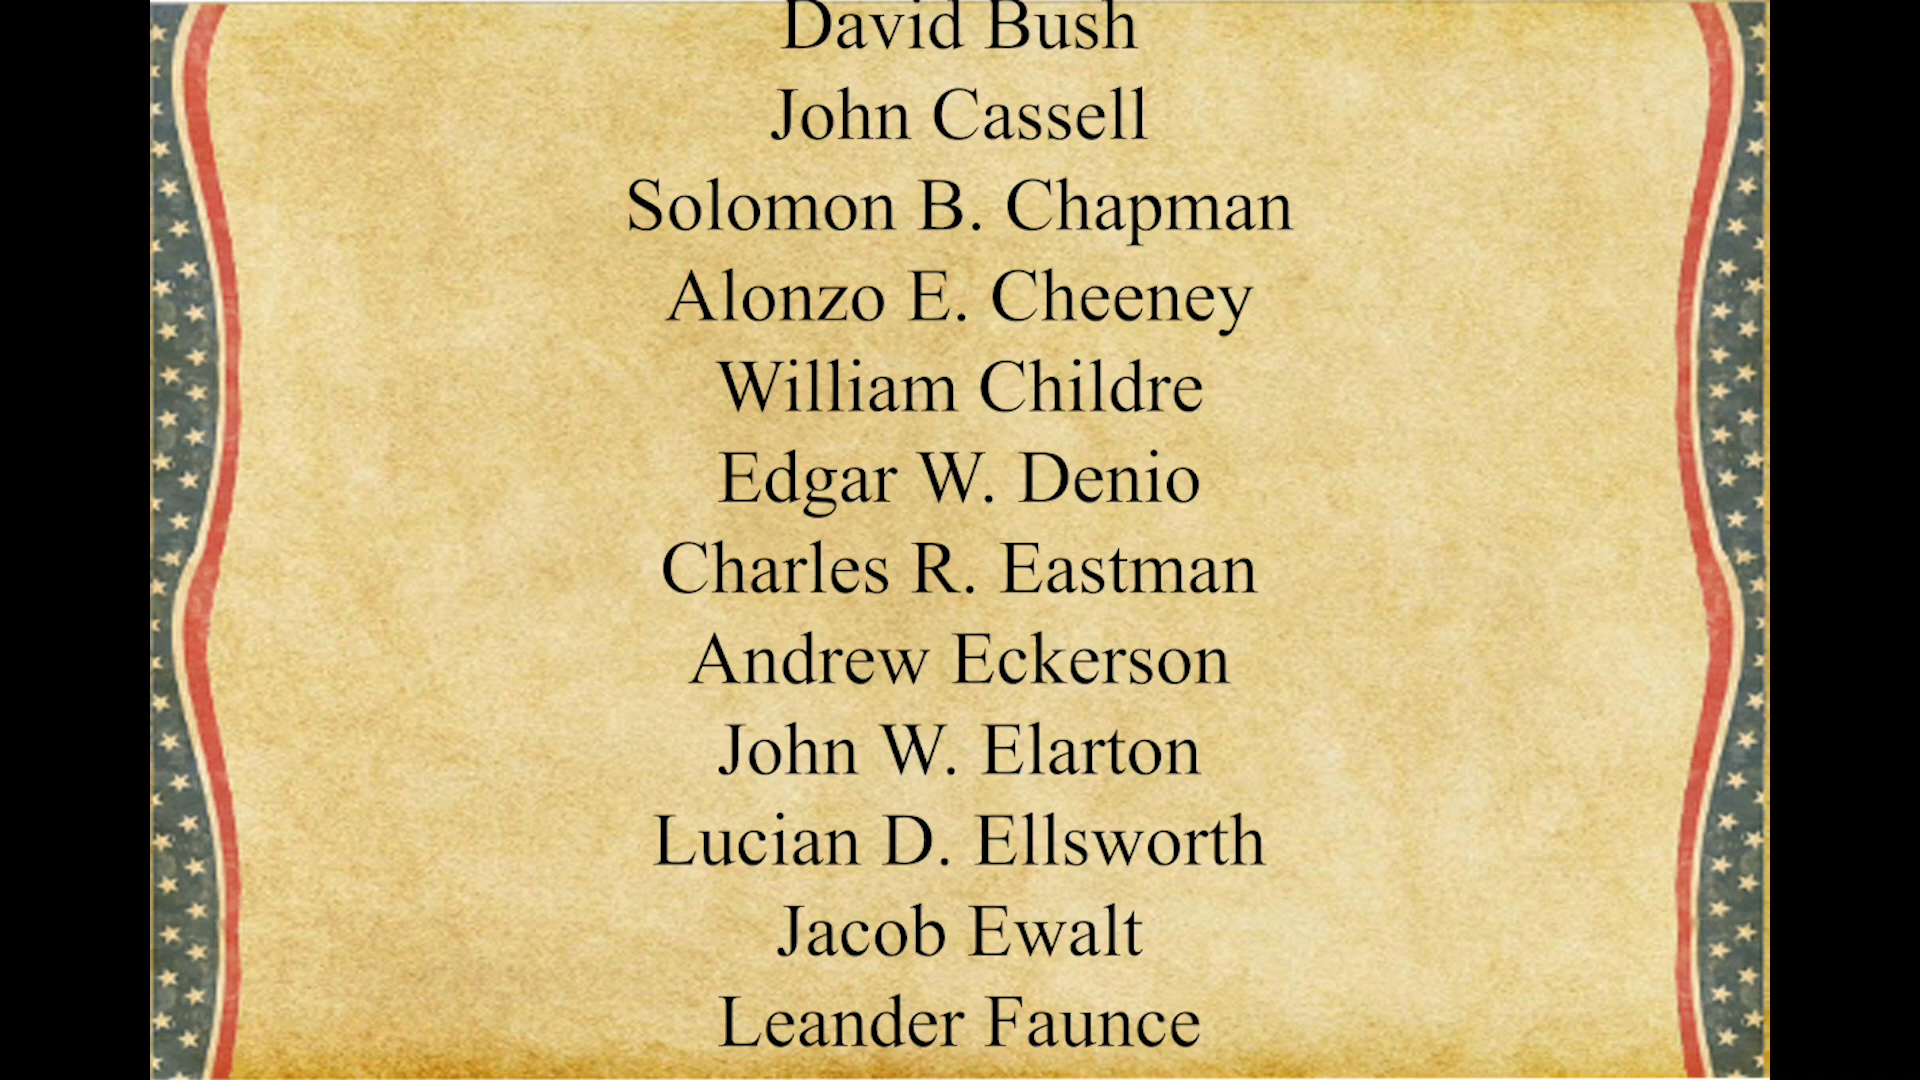 David Bush
John Cassell
Solomon B. Chapman
Alonzo E. Cheeney
William Childre
Edgar W. Denio
Charles R. Eastman
Andrew Eckerson
John W. Elarton
Lucian D. Ellsworth
Jacob Ewalt
Leander Faunce